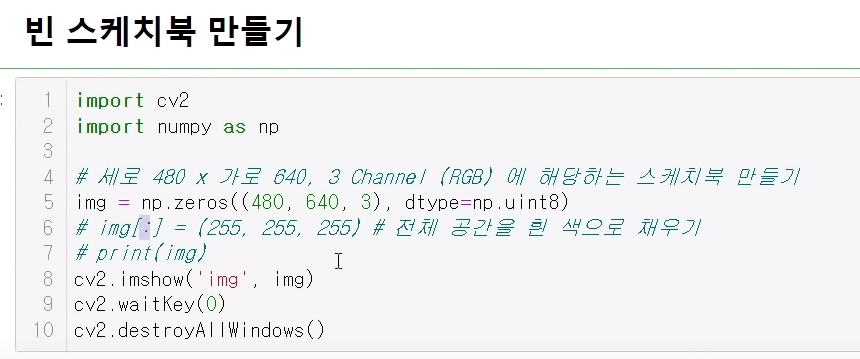 빈 스케치북 만들기
:
1 import cv2
2 import numpy as np
3
4 # 세로 480 x 가로 640, 3 Channel (RGB) 에 해당하는 스케치북 만들기
5 img = np.zeros((480, 640, 3), dtype=np.uint8)
6 # img[:] = (255, 255, 255) # 전체 공간을 흰 색으로 채우기
7 # print(img)
8 cv2.imshow('img', img)
9 cv2.waitKey(0)
10 cv2.destroyAllWindows()